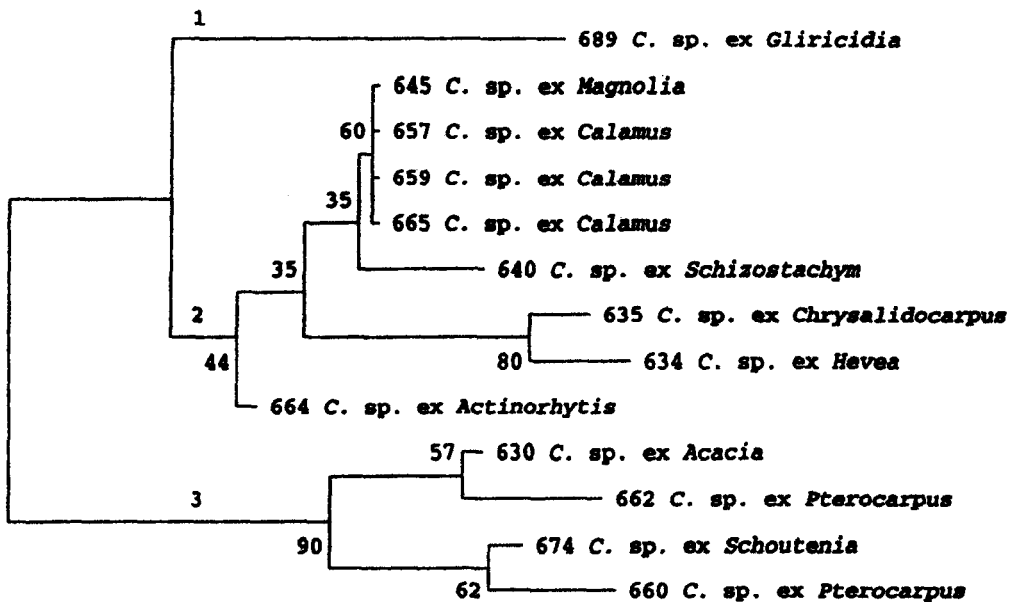 1
689 C. sp. ex Gliricidia
645 C. sp. ex Magnolia
60
657 C. sp. ex Calamus
659 C. sp. ex Calamus
35
665 C. sp. ex Calamus
35
640 C. sp. ex Schizostachym
2
635 C. sp. ex Chrysalidocarpus
44
80
634 C. sp. ex Hevea
664 C. sp. ex Actinorhytis
57
630 C. sp. ex Acacia
3
662 C. sp. ex Pterocarpus
90
674 C. sp. ex Schoutenia
62
660 C. sp. ex Pterocarpus